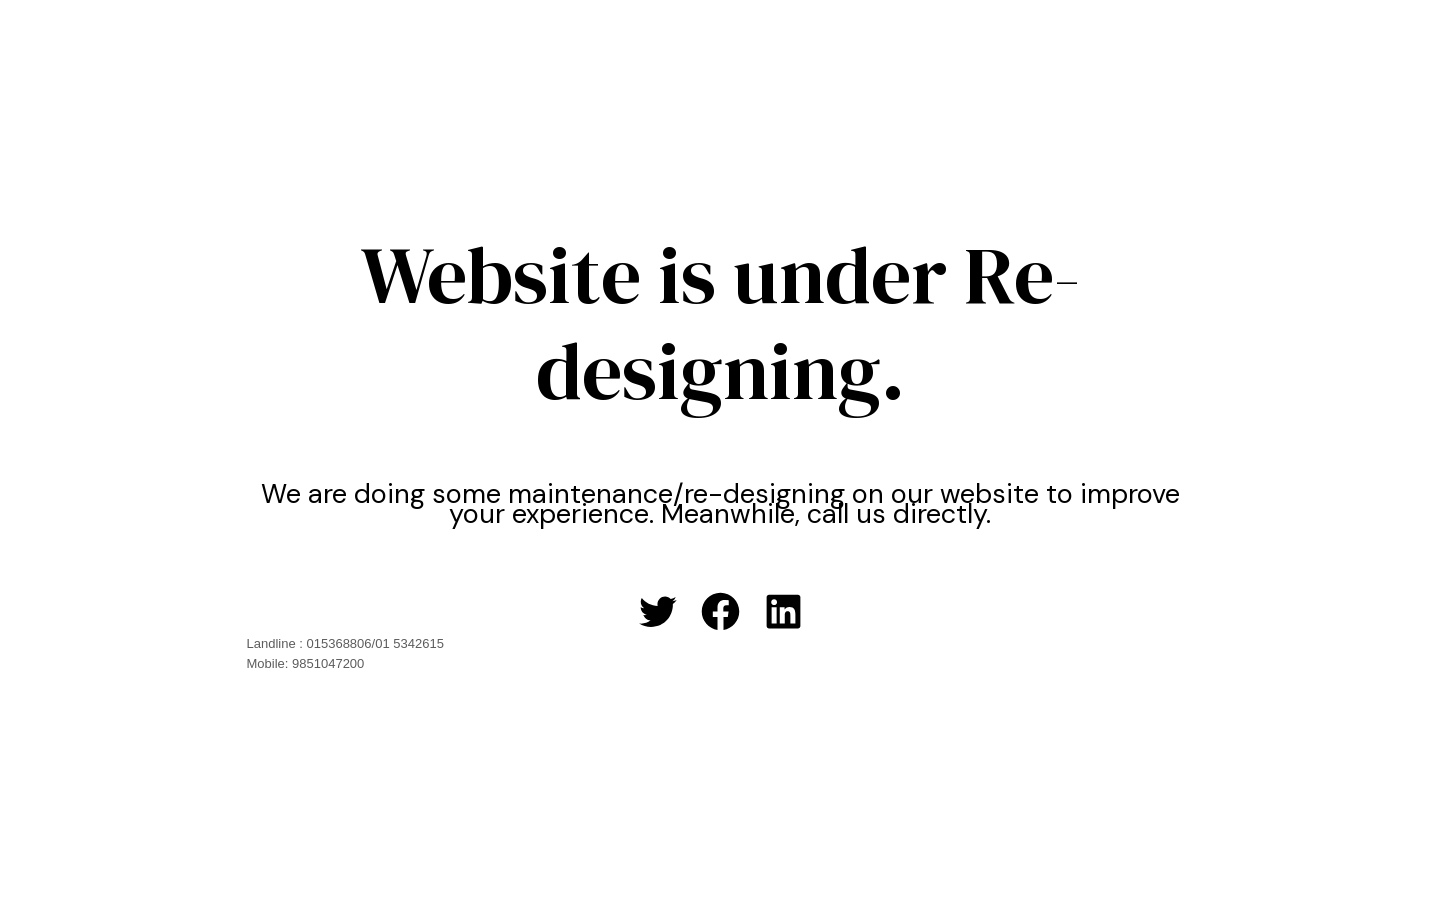 Website is under Re-
designing.
We are doing some maintenance/re-designing on our website to improve
your experience. Meanwhile, call us directly.
Landline : 015368806/01 5342615
Mobile: 9851047200